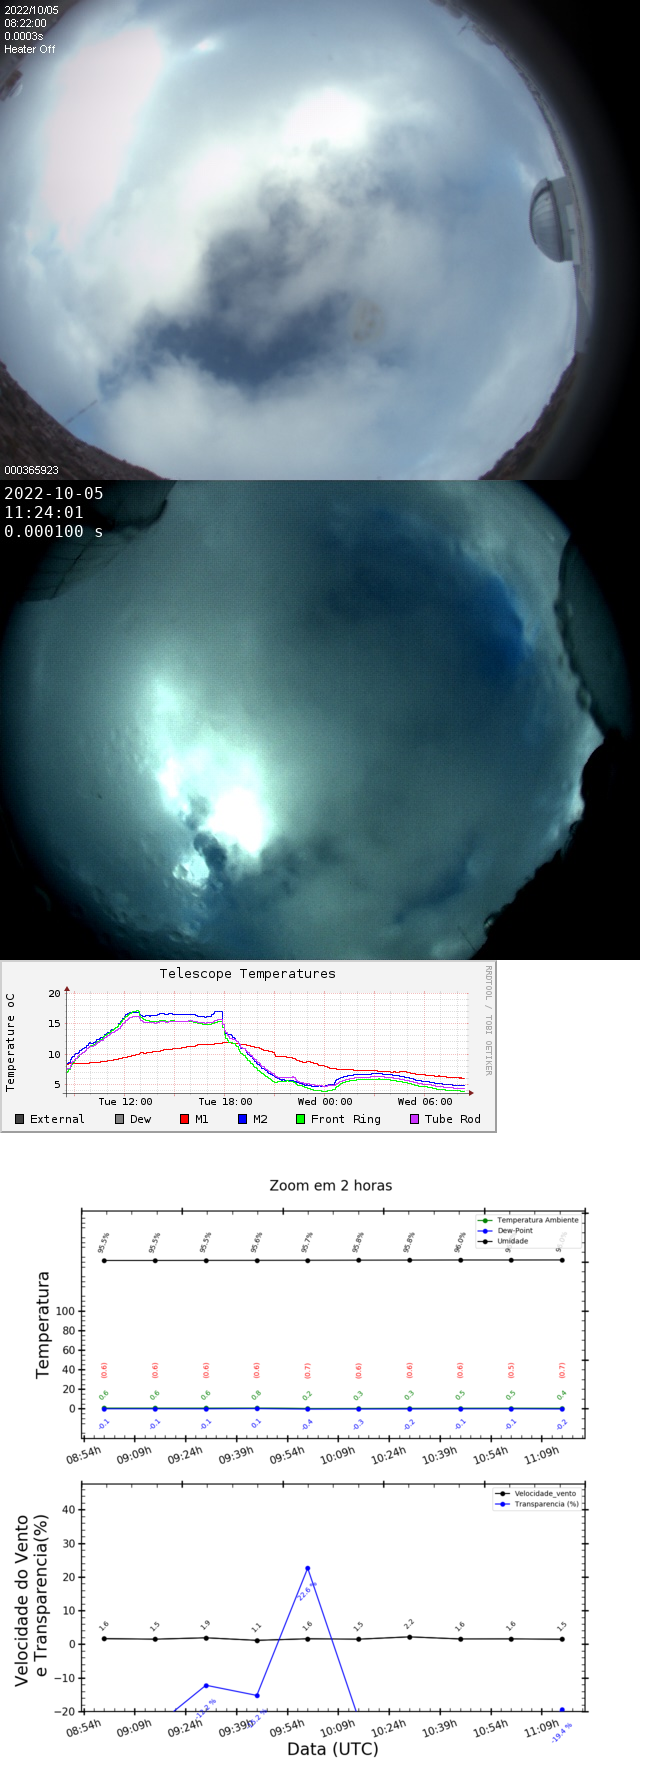 2022/10/05
08:22:00
0.0003s
Heater Off
000365923
2022-10-05
11:24:01
0.000100 s
Telescope Temperatures
RRDTOOL / TOBI OETIKER
Temperature oC
20
15
10
5
Tue 12:00 Tue 18:00 Wed 00:00 Wed 06:00
External Dew M1 M2 Front Ring Tube Rod
Zoom em 2 horas
Temperatura Ambiente
Dew-Point
Umidade
95.5% 95.5% 95.5% 95.6% 95.7% 95.8% 95.8% 96.0%
Temperatura
100
80
60
40
20
0
(0.6) (0.6) (0.6) (0.6) (0.7) (0.6) (0.6) (0.6) (0.5) (0.7)
0.6 0.6 0.6 0.8 0.2 0.3 0.3 0.5 0.5 0.4
-0.1 -0.1 -0.1 0.1 -0.4 -0.3 -0.2 -0.1 -0.1 -0.2
08:54h 09:09h 09:24h 09:39h 09:54h 10:09h 10:24h 10:39h 10:54h 11:09h
Velocidade_vento
Transparencia (%)
Velocidade do Vento
e Transparencia(%)
40
30
20
10
0
−10
−20
22.6 %
1.6 1.5 1.9 1.1 1.6 1.5 2.2 1.6 1.6 1.5
-12.2 %
-19.4 %
08:54h 09:09h 09:24h 09:39h 09:54h 10:09h 10:24h 10:39h 10:54h 11:09h
Data (UTC)